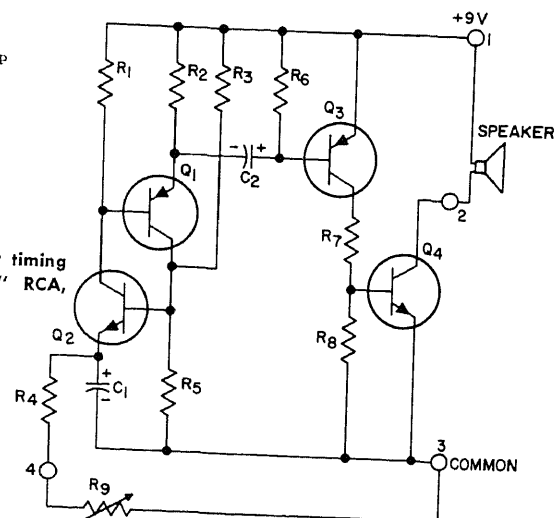 P
+9V
1
R1
R2
R3
R6
Q3
SPEAKER
Q1
- +
C2
2
timing
" RCA,
R7
Q4
Q2
+
-
C1
R4
R5
R8
3
COMMON
4
R9